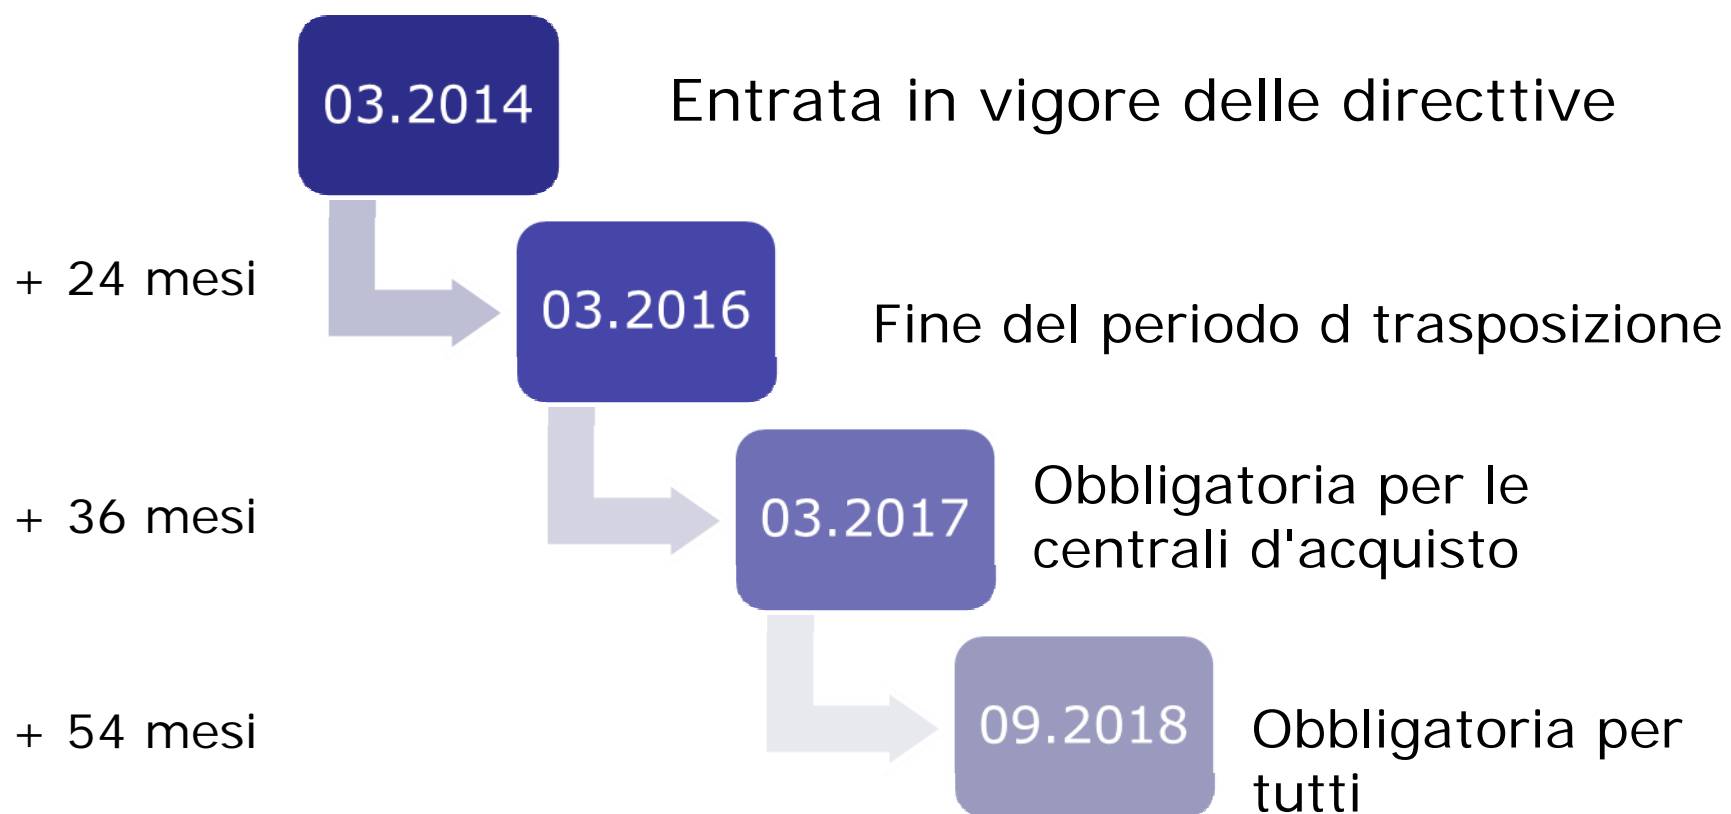 03.2014
Entrata in vigore delle directtive
+ 24 mesi
03.2016
Fine del periodo d trasposizione
+ 36 mesi
03.2017
Obbligatoria per le
centrali d'acquisto
+ 54 mesi
09.2018
Obbligatoria per
tutti